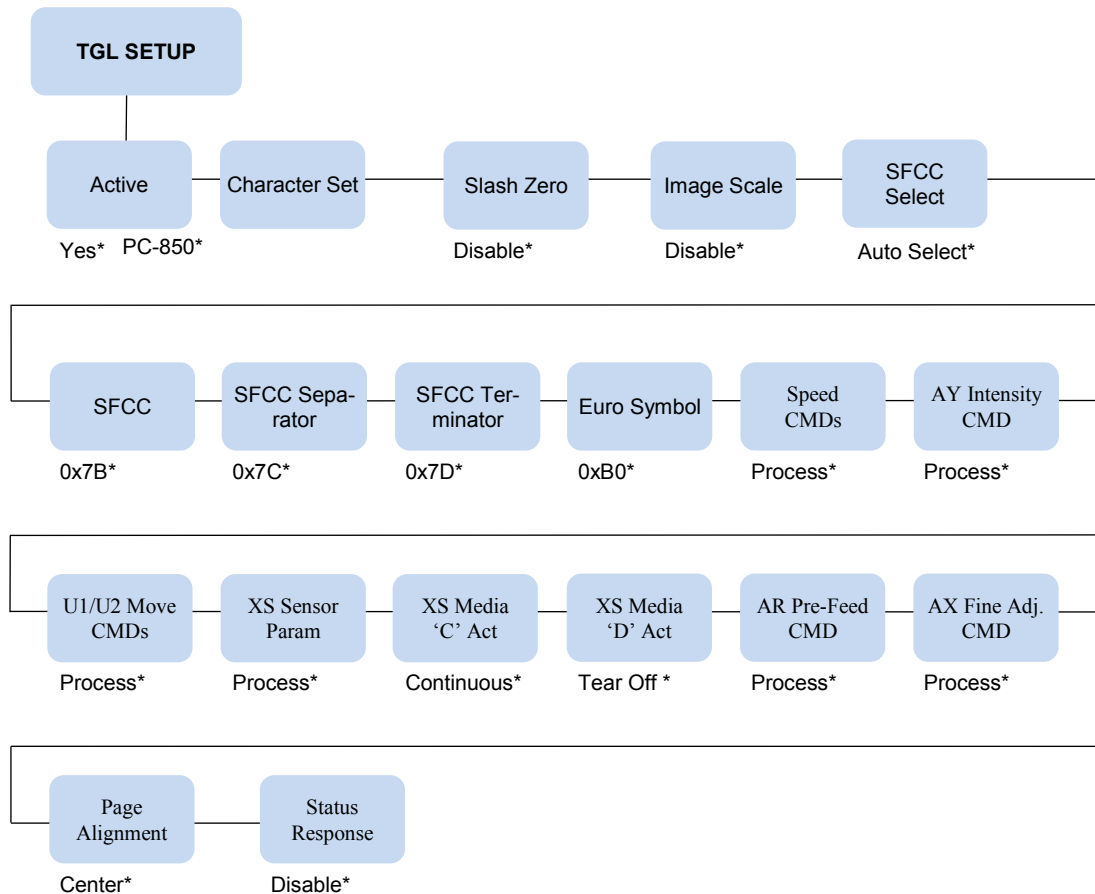 TGL SETUP
Active
Character Set
Slash Zero
Image Scale
SFCC
Select
Yes*
PC-850*
Disable*
Disable*
Auto Select*
SFCC
SFCC Sepa-
rator
SFCC Ter-
minator
Euro Symbol
Speed
CMDs
AY Intensity
CMD
0x7B*
0x7C*
0x7D*
0xB0*
Process*
Process*
U1/U2 Move
CMDs
XS Sensor
Param
XS Media
‘C’ Act
XS Media
‘D’ Act
AR Pre-Feed
CMD
AX Fine Adj.
CMD
Process*
Process*
Continuous*
Tear Off *
Process*
Process*
Page
Alignment
Status
Response
Center*
Disable*